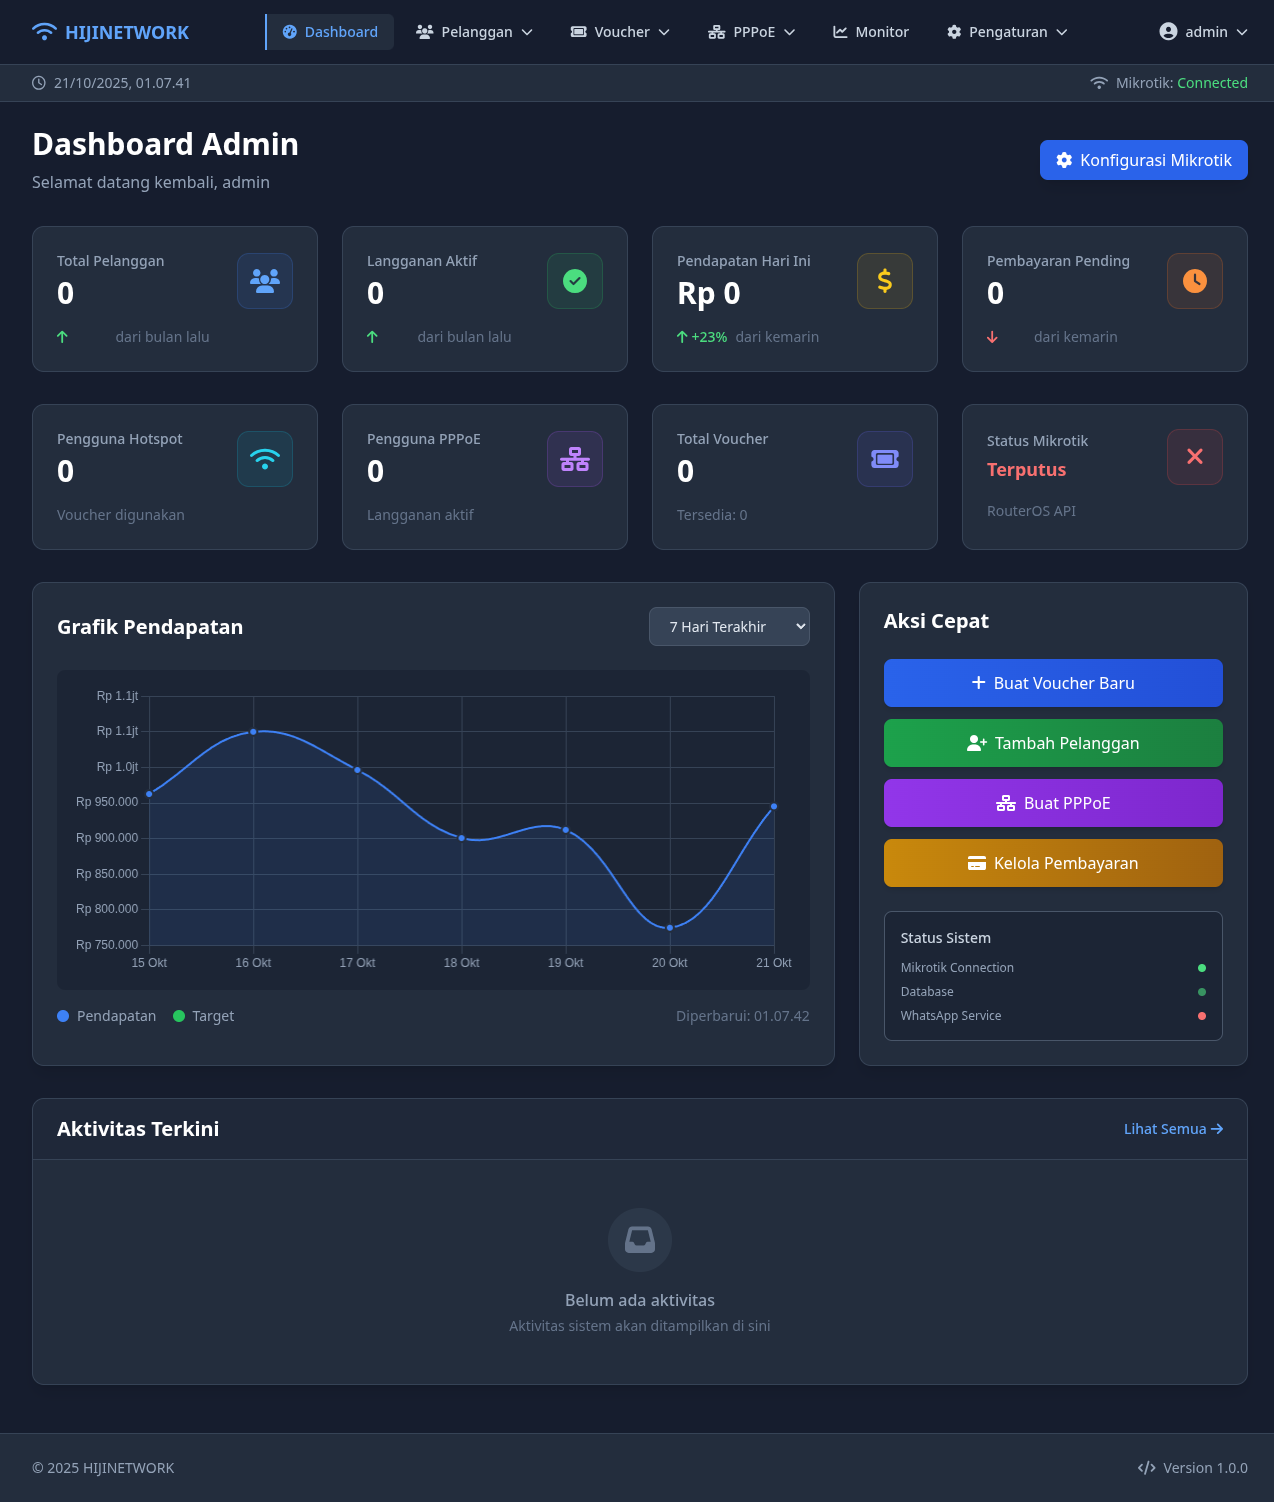 HIJINETWORK
Dashboard
Pelanggan
Voucher
PPPoE
Monitor
Pengaturan
admin
21/10/2025, 01.07.41
Mikrotik: Connected
Dashboard Admin
Selamat datang kembali, admin
Konfigurasi Mikrotik
Total Pelanggan
0
dari bulan lalu
Langganan Aktif
0
dari bulan lalu
Pendapatan Hari Ini
Rp 0
+23% dari kemarin
Pembayaran Pending
0
dari kemarin
Pengguna Hotspot
0
Voucher digunakan
Pengguna PPPoE
0
Langganan aktif
Total Voucher
0
Tersedia: 0
Status Mikrotik
Terputus
RouterOS API
Grafik Pendapatan
7 Hari Terakhir
Rp 1.1jt
Rp 1.1jt
Rp 1.0jt
Rp 950.000
Rp 900.000
Rp 850.000
Rp 800.000
Rp 750.000
15 Okt
16 Okt
17 Okt
18 Okt
19 Okt
20 Okt
21 Okt
Pendapatan
Target
Diperbarui: 01.07.42
Aksi Cepat
Buat Voucher Baru
Tambah Pelanggan
Buat PPPoE
Kelola Pembayaran
Status Sistem
Mikrotik Connection
Database
WhatsApp Service
Aktivitas Terkini
Lihat Semua
Belum ada aktivitas
Aktivitas sistem akan ditampilkan di sini
© 2025 HIJINETWORK
Version 1.0.0